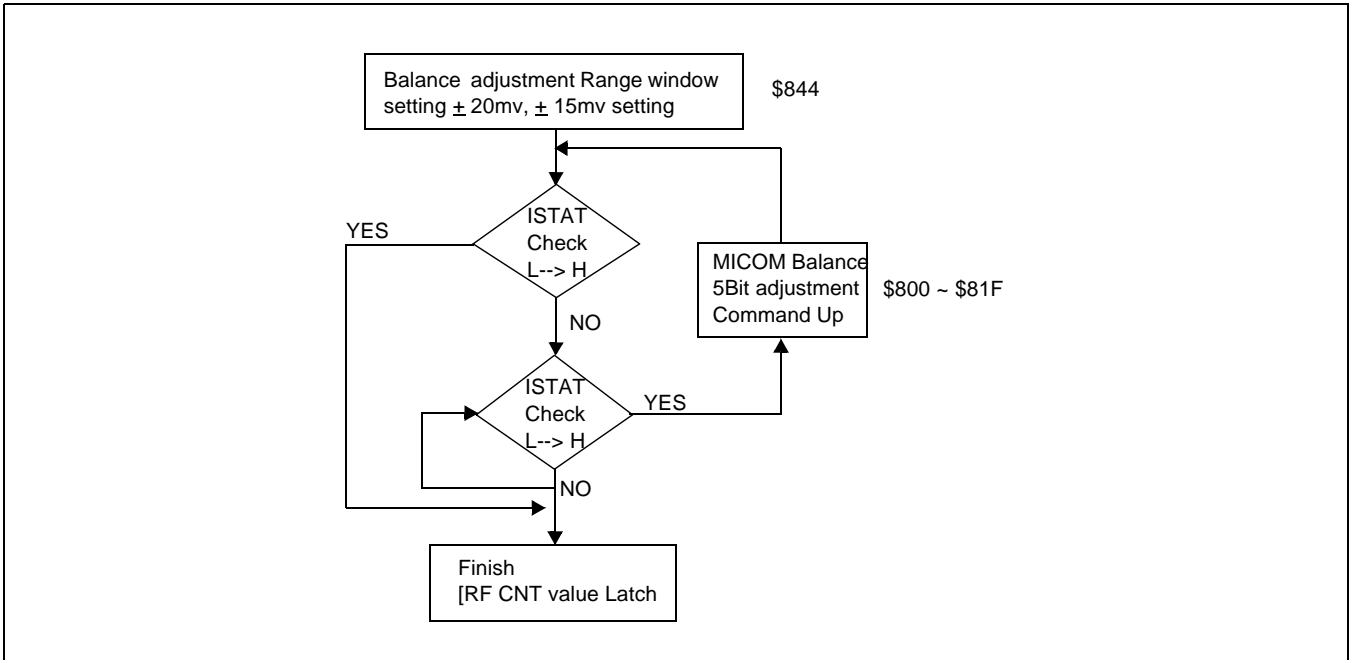 Balance adjustment Range window
setting ± 20mv, ± 15mv setting
$844
ISTAT
Check
L--> H
YES
NO
MICOM Balance
5Bit adjustment
Command Up
$800 ~ $81F
ISTAT
Check
L--> H
YES
NO
Finish
[RF CNT value Latch